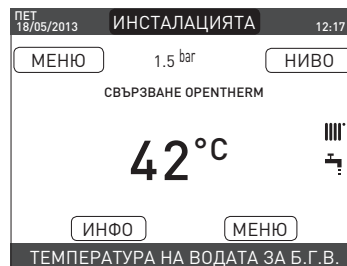 ПЕТ
18/05/2013 ИНСТАЛАЦИЯТА 12:17
МЕНЮ 1.5 bar НИВО
СВЪРЗВАНЕ OPENTHERM
42°C
ИНФО МЕНЮ
ТЕМПЕРАТУРА НА ВОДАТА ЗА Б.Г.В.